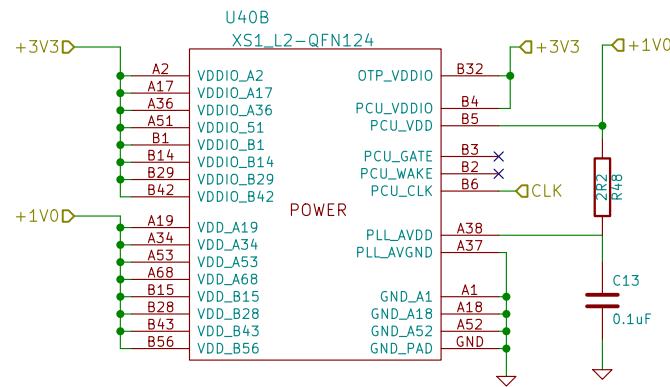 U40B
XS1_L2-QFN124
+3V3
+3V3
+1V0
A2 VDDIO_A2
A17 VDDIO_A17
A36 VDDIO_A36
A51 VDDIO_51
B1 VDDIO_B1
B14 VDDIO_B14
B29 VDDIO_B29
B42 VDDIO_B42
OTP_VDDIO B32
PCU_VDDIO B4
PCU_VDD B5
PCU_GATE B3
PCU_WAKE B2
PCU_CLK B6
CLK
2R2
R48
POWER
+1V0
A19 VDD_A19
A34 VDD_A34
A53 VDD_A53
A68 VDD_A68
B15 VDD_B15
B28 VDD_B28
B43 VDD_B43
B56 VDD_B56
PLL_AVDD A38
PLL_AVGND A37
GND_A1 A1
GND_A18 A18
GND_A52 A52
GND_PAD GND
C13
0.1uF